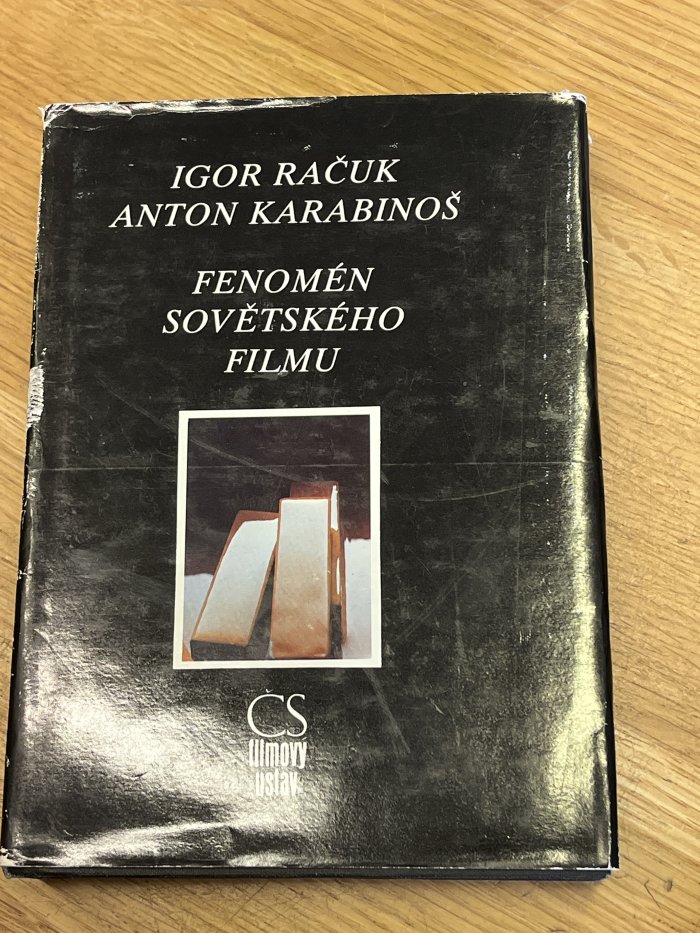 IGOR RAČUK
ANTON KARABINOŠ
FENOMÉN
SOVĚTSKÉHO
FILMU
ČS
filmový
ústav